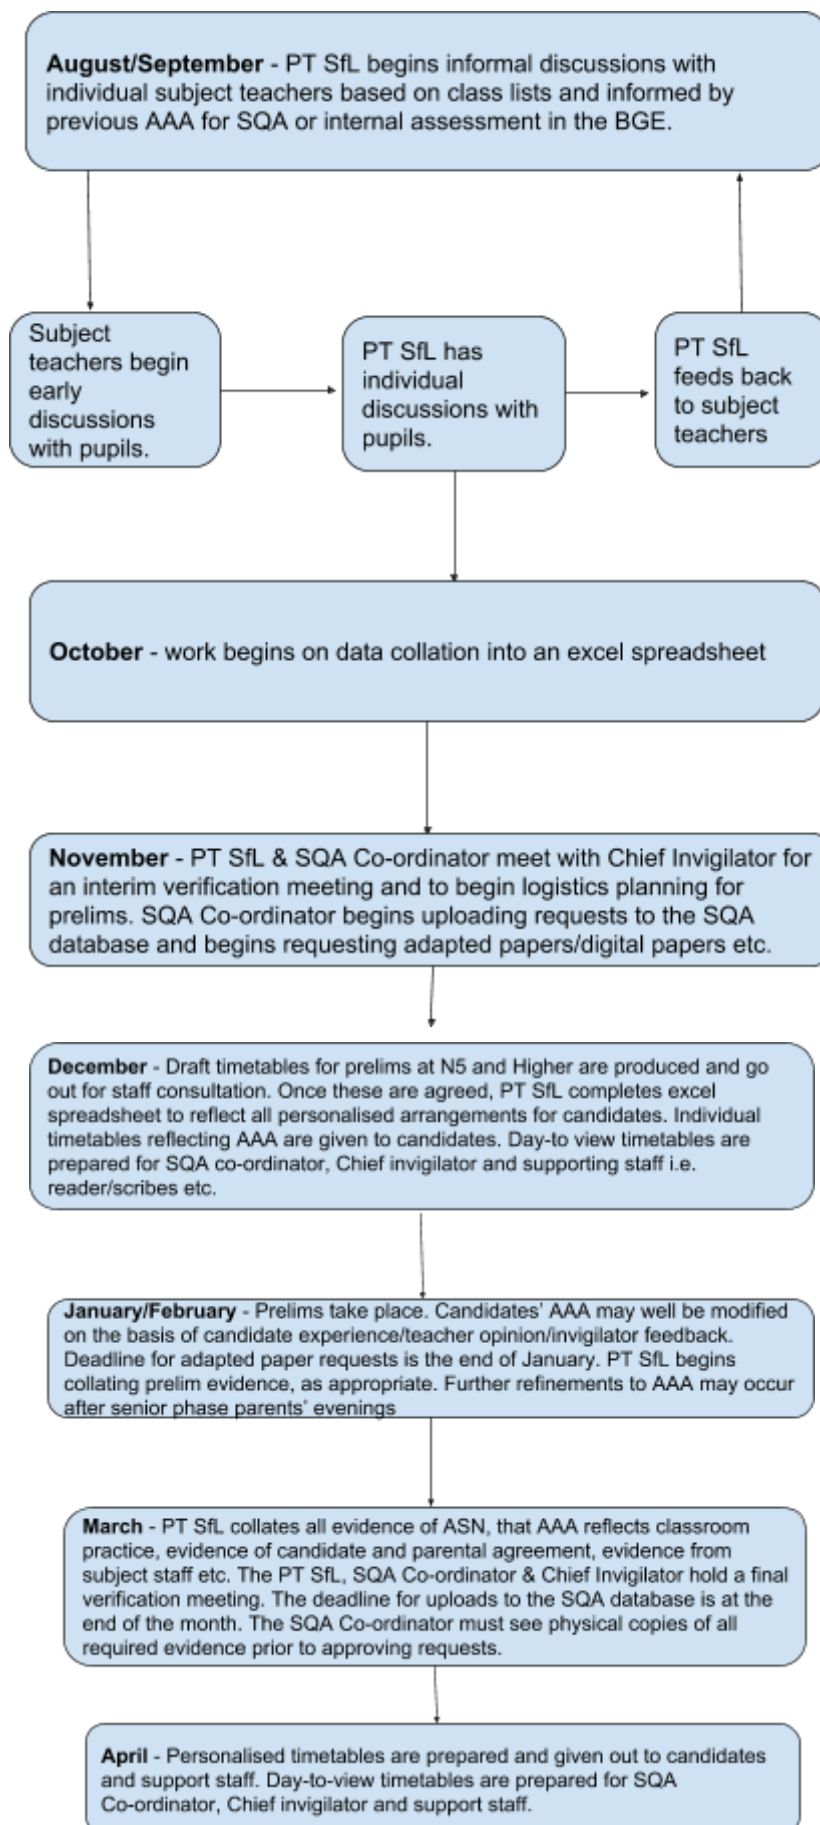 August/September - PT SfL begins informal discussions with
individual subject teachers based on class lists and informed by
previous AAA for SQA or internal assessment in the BGE.
Subject
teachers begin
early
discussions
with pupils.
PT SfL has
individual
discussions with
pupils.
PT SfL
feeds back
to subject
teachers
October - work begins on data collation into an excel spreadsheet
November - PT SfL & SQA Co-ordinator meet with Chief Invigilator for
an interim verification meeting and to begin logistics planning for
prelims. SQA Co-ordinator begins uploading requests to the SQA
database and begins requesting adapted papers/digital papers etc.
December - Draft timetables for prelims at N5 and Higher are produced and go
out for staff consultation. Once these are agreed, PT SfL completes excel
spreadsheet to reflect all personalised arrangements for candidates. Individual
timetables reflecting AAA are given to candidates. Day-to view timetables are
prepared for SQA co-ordinator, Chief invigilator and supporting staff i.e.
reader/scribes etc.
January/February - Prelims take place. Candidates' AAA may well be modified
on the basis of candidate experience/teacher opinion/invigilator feedback.
Deadline for adapted paper requests is the end of January. PT SfL begins
collating prelim evidence, as appropriate. Further refinements to AAA may occur
after senior phase parents' evenings
March - PT SfL collates all evidence of ASN, that AAA reflects classroom
practice, evidence of candidate and parental agreement, evidence from
subject staff etc. The PT SfL, SQA Co-ordinator & Chief Invigilator hold a final
verification meeting. The deadline for uploads to the SQA database is at the
end of the month. The SQA Co-ordinator must see physical copies of all
required evidence prior to approving requests.
April - Personalised timetables are prepared and given out to candidates
and support staff. Day-to-view timetables are prepared for SQA
Co-ordinator, Chief invigilator and support staff.